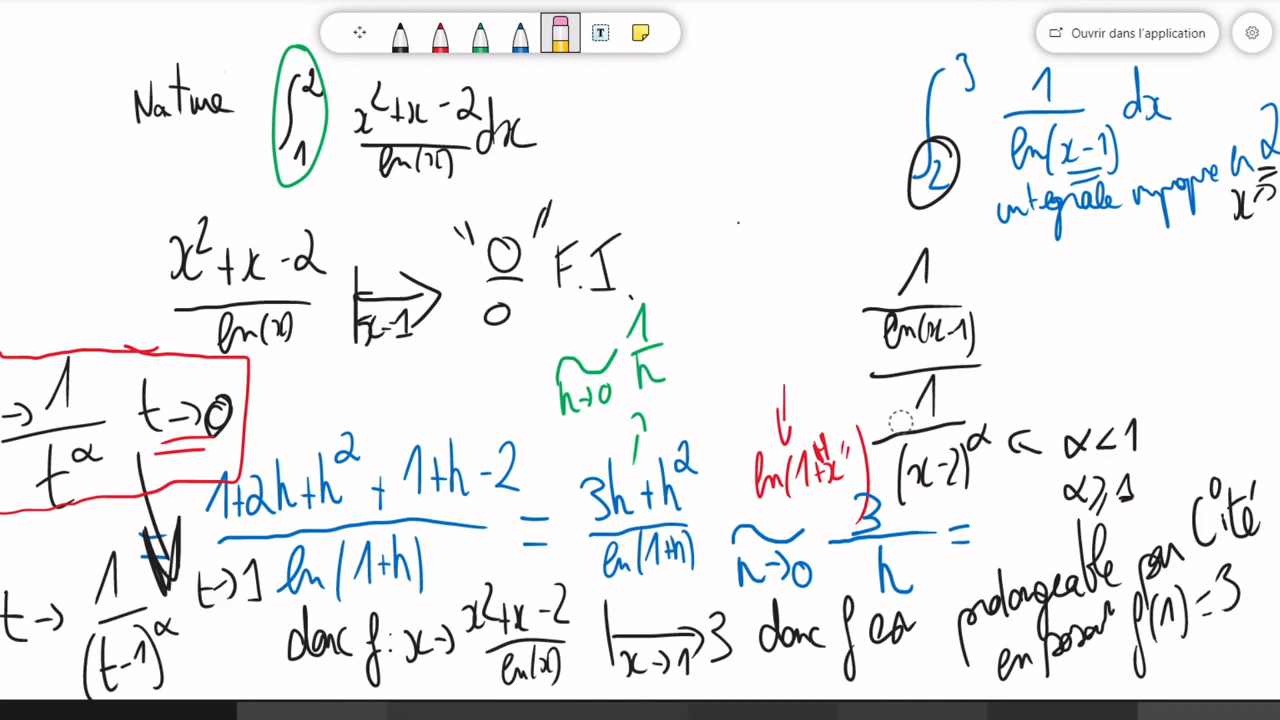 Ouvrir dans l'application
Nature ∫₁² (x²+x-2)/ln(x) dx
∫₂³ 1/ln(x-1) dx
intégrale impropre en 2
(x²+x-2)/ln(x) ⟼ x→1 "0/0" F.I.
~ h→0 1/h
1/ln(x-1)
1/(x-2)^α α<1
α⩾1
→ 1/t^α t→0
= (1+2h+h² + 1+h-2)/ln(1+h) = (3h+h²)/ln(1+h) ~ h→0 3/h =
ln(1+"x")
t→ 1/(t-1)^α t→1
donc f: x→ (x²+x-2)/ln(x) ⟼ x→1 3 donc f est prolongeable par C⁰ité
en posant f(1)=3